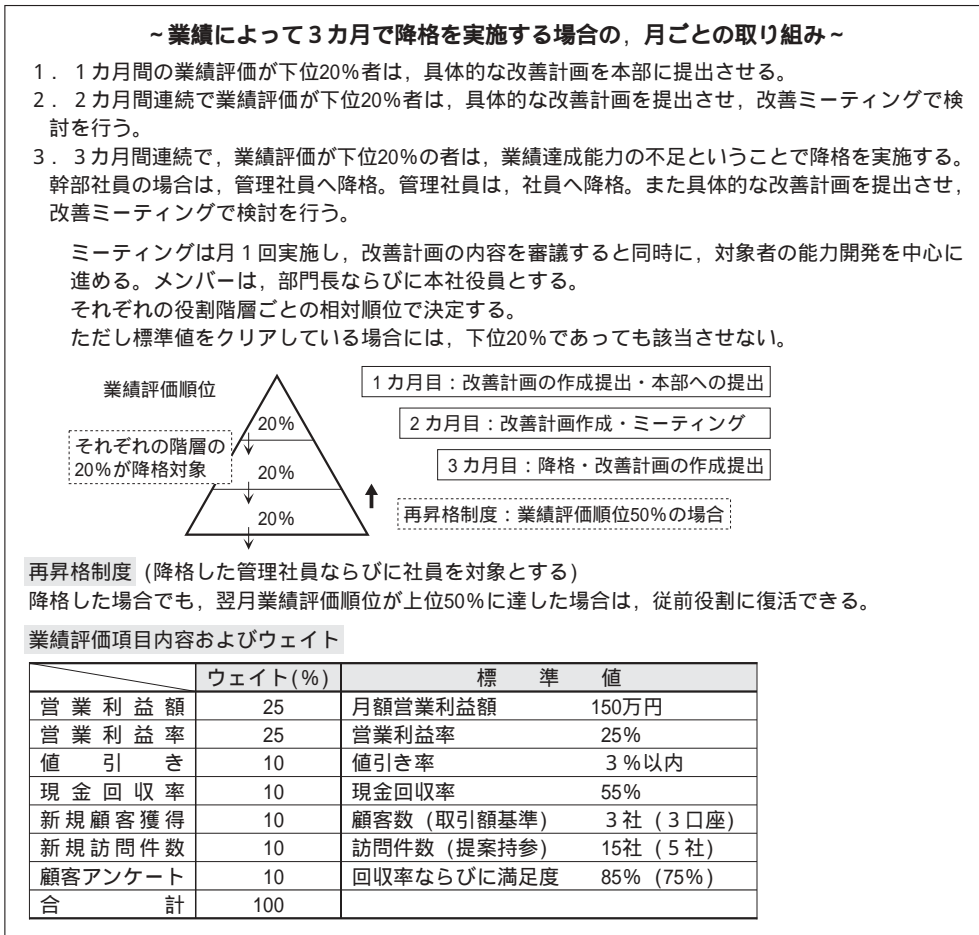 ～業績によって３カ月で降格を実施する場合の，月ごとの取り組み～
１．１カ月間の業績評価が下位20%者は，具体的な改善計画を本部に提出させる。
２．２カ月間連続で業績評価が下位20%者は，具体的な改善計画を提出させ，改善ミーティングで検
討を行う。
３．３カ月間連続で，業績評価が下位20%の者は，業績達成能力の不足ということで降格を実施する。
幹部社員の場合は，管理社員へ降格。管理社員は，社員へ降格。また具体的な改善計画を提出させ，
改善ミーティングで検討を行う。
ミーティングは月１回実施し，改善計画の内容を審議すると同時に，対象者の能力開発を中心に
進める。メンバーは，部門長ならびに本社役員とする。
それぞれの役割階層ごとの相対順位で決定する。
ただし標準値をクリアしている場合には，下位20%であっても該当させない。
業績評価順位
それぞれの階層の
20%が降格対象
20%
20%
20%
１カ月目：改善計画の作成提出・本部への提出
２カ月目：改善計画作成・ミーティング
３カ月目：降格・改善計画の作成提出
再昇格制度：業績評価順位50%の場合
再昇格制度（降格した管理社員ならびに社員を対象とする）
降格した場合でも，翌月業績評価順位が上位50%に達した場合は，従前役割に復活できる。
業績評価項目内容およびウェイト
ウェイト(%) 標準値
営業利益額 25 月額営業利益額 150万円
営業利益率 25 営業利益率 25%
値引き 10 値引き率 ３%以内
現金回収率 10 現金回収率 55%
新規顧客獲得 10 顧客数（取引額基準） ３社（３口座）
新規訪問件数 10 訪問件数（提案持参） 15社（５社）
顧客アンケート 10 回収率ならびに満足度 85%（75%）
合計 100